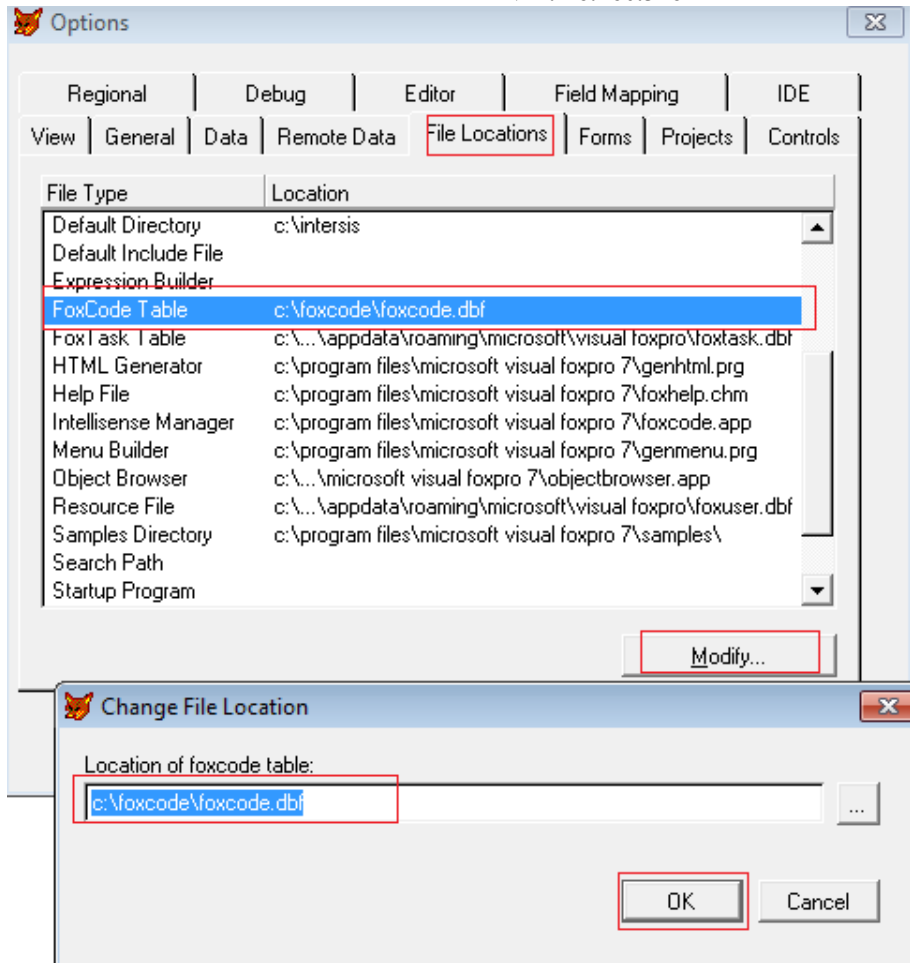 Options
Regional Debug Editor Field Mapping IDE
View General Data Remote Data File Locations Forms Projects Controls
File Type Location
Default Directory c:\intersis
Default Include File
Expression Builder
FoxCode Table c:\foxcode\foxcode.dbf
FoxTask Table c:\...\appdata\roaming\microsoft\visual foxpro\foxtask.dbf
HTML Generator c:\program files\microsoft visual foxpro 7\genhtml.prg
Help File c:\program files\microsoft visual foxpro 7\foxhelp.chm
Intellisense Manager c:\program files\microsoft visual foxpro 7\foxcode.app
Menu Builder c:\program files\microsoft visual foxpro 7\genmenu.prg
Object Browser c:\...\microsoft visual foxpro 7\objectbrowser.app
Resource File c:\...\appdata\roaming\microsoft\visual foxpro\foxuser.dbf
Samples Directory c:\program files\microsoft visual foxpro 7\samples\
Search Path
Startup Program
Modify...
Change File Location
Location of foxcode table:
c:\foxcode\foxcode.dbf
...
OK Cancel